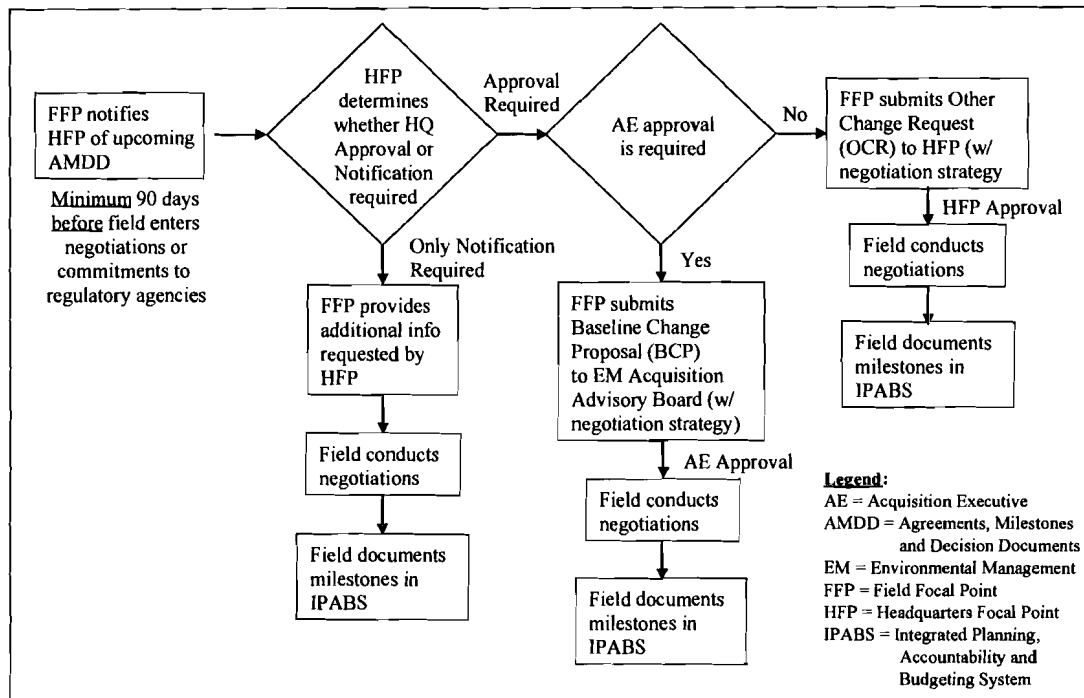 FFP notifies
HFP of upcoming
AMDD
Minimum 90 days
before field enters
negotiations or
commitments to
regulatory agencies
HFP
determines
whether HQ
Approval or
Notification
required
Approval
Required
Only Notification
Required
FFP provides
additional info
requested by
HFP
Field conducts
negotiations
Field documents
milestones in
IPABS
AE approval
is required
Yes
FFP submits
Baseline Change
Proposal (BCP)
to EM Acquisition
Advisory Board (w/
negotiation strategy)
AE Approval
Field conducts
negotiations
Field documents
milestones in
IPABS
No
FFP submits Other
Change Request
(OCR) to HFP (w/
negotiation strategy
HFP Approval
Field conducts
negotiations
Field documents
milestones in
IPABS
Legend:
AE = Acquisition Executive
AMDD = Agreements, Milestones
and Decision Documents
EM = Environmental Management
FFP = Field Focal Point
HFP = Headquarters Focal Point
IPABS = Integrated Planning,
Accountability and
Budgeting System